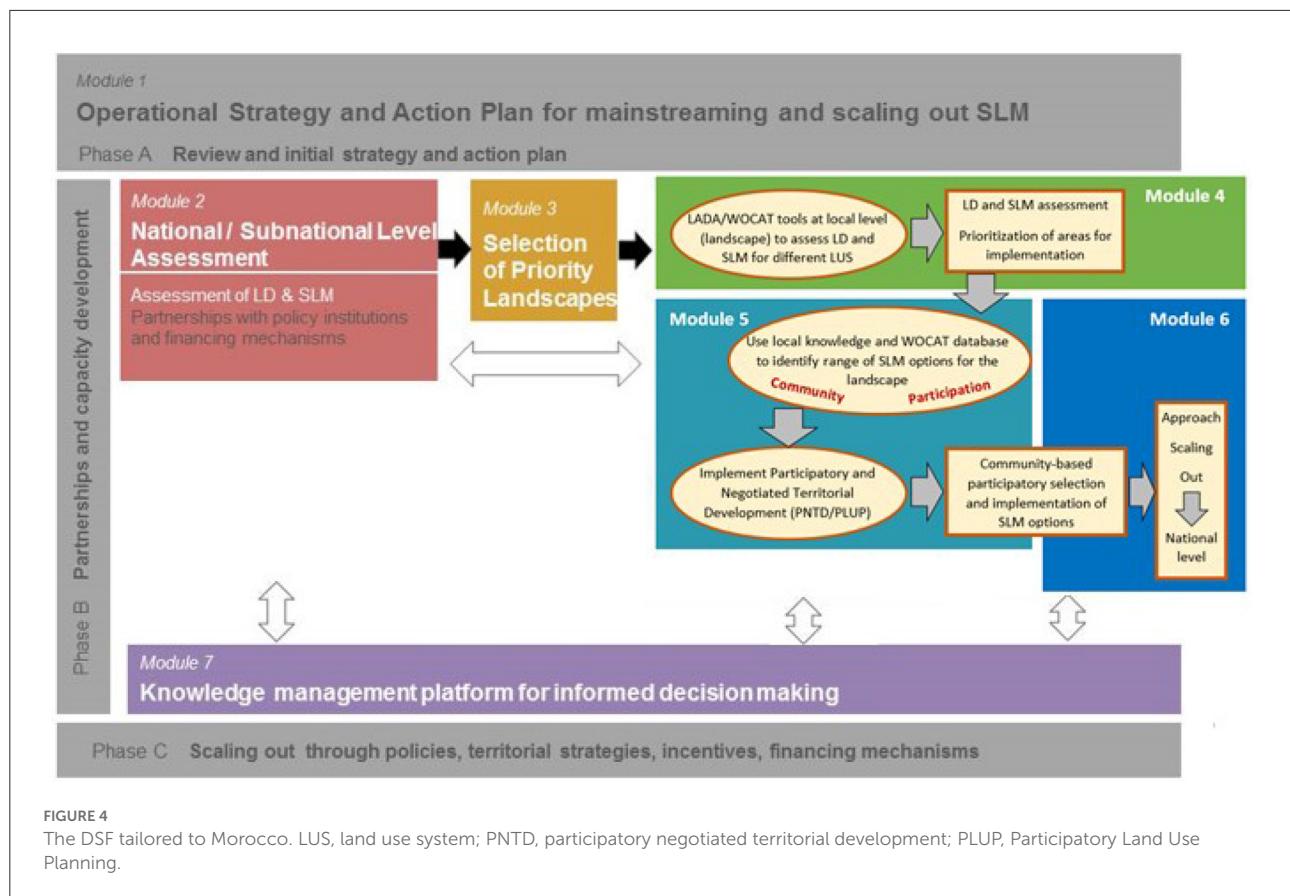 Module 1
Operational Strategy and Action Plan for mainstreaming and scaling out SLM
Phase A Review and initial strategy and action plan
Phase B Partnerships and capacity development
Module 2
National / Subnational Level
Assessment
Assessment of LD & SLM
Partnerships with policy institutions
and financing mechanisms
Module 3
Selection
of Priority
Landscapes
Module 4
LADA/WOCAT tools at local level
(landscape) to assess LD and
SLM for different LUS
LD and SLM assessment
Prioritization of areas for
implementation
Module 5
Use local knowledge and WOCAT database
to identify range of SLM options for the
landscape
Community Participation
Implement Participatory and
Negotiated Territorial
Development (PNTD/PLUP)
Community-based
participatory selection
and implementation of
SLM options
Module 6
Approach
Scaling
Out
National
level
Module 7
Knowledge management platform for informed decision making
Phase C Scaling out through policies, territorial strategies, incentives, financing mechanisms
FIGURE 4
The DSF tailored to Morocco. LUS, land use system; PNTD, participatory negotiated territorial development; PLUP, Participatory Land Use
Planning.